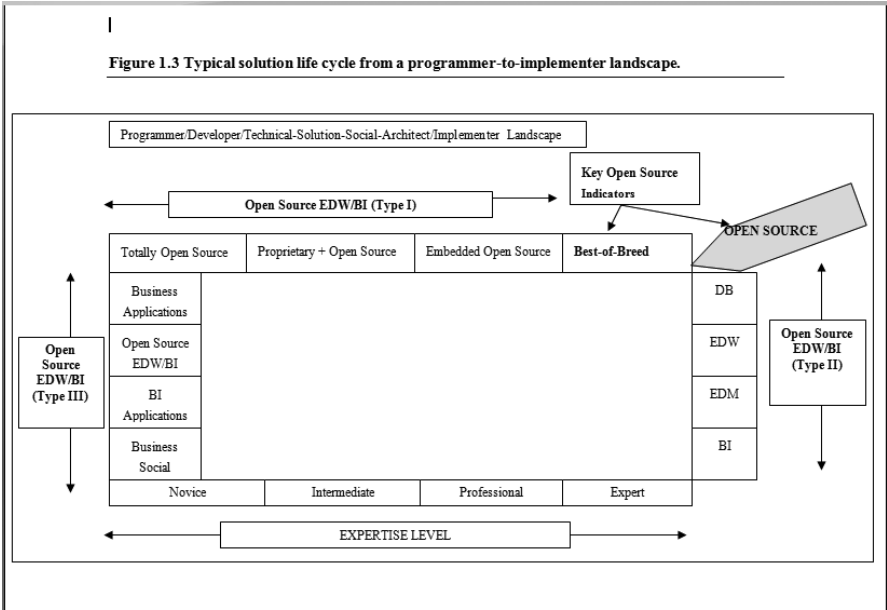 Figure 1.3 Typical solution life cycle from a programmer-to-implementer landscape.
Programmer/Developer/Technical-Solution-Social-Architect/Implementer Landscape
Key Open Source
Indicators
Open Source EDW/BI (Type I)
OPEN SOURCE
Totally Open Source
Proprietary + Open Source
Embedded Open Source
Best-of-Breed
Business
Applications
Open Source
EDW/BI
BI
Applications
Business
Social
DB
EDW
EDM
BI
Open
Source
EDW/BI
(Type III)
Open Source
EDW/BI
(Type II)
Novice
Intermediate
Professional
Expert
EXPERTISE LEVEL